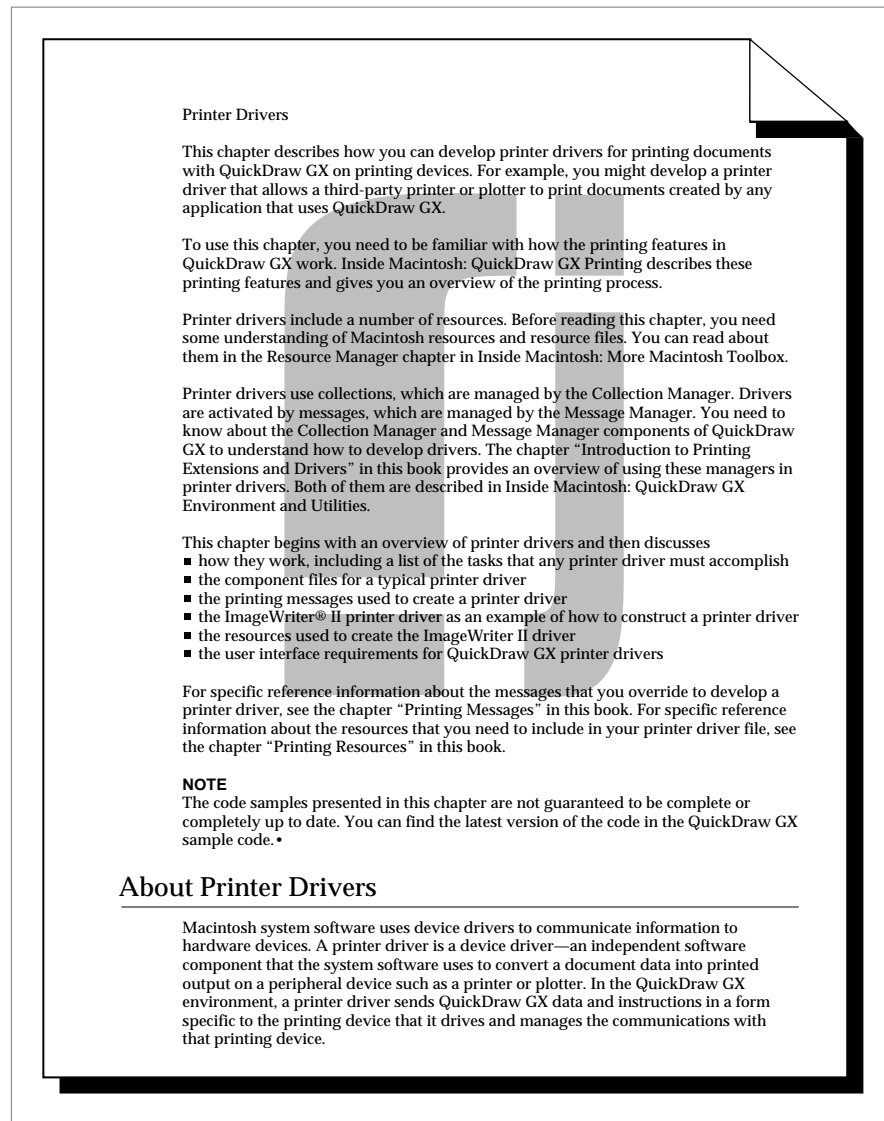 Printer Drivers
This chapter describes how you can develop printer drivers for printing documents
with QuickDraw GX on printing devices. For example, you might develop a printer
driver that allows a third-party printer or plotter to print documents created by any
application that uses QuickDraw GX.
To use this chapter, you need to be familiar with how the printing features in
QuickDraw GX work. Inside Macintosh: QuickDraw GX Printing describes these
printing features and gives you an overview of the printing process.
Printer drivers include a number of resources. Before reading this chapter, you need
some understanding of Macintosh resources and resource files. You can read about
them in the Resource Manager chapter in Inside Macintosh: More Macintosh Toolbox.
Printer drivers use collections, which are managed by the Collection Manager. Drivers
are activated by messages, which are managed by the Message Manager. You need to
know about the Collection Manager and Message Manager components of QuickDraw
GX to understand how to develop drivers. The chapter “Introduction to Printing
Extensions and Drivers” in this book provides an overview of using these managers in
printer drivers. Both of them are described in Inside Macintosh: QuickDraw GX
Environment and Utilities.
This chapter begins with an overview of printer drivers and then discusses
■ how they work, including a list of the tasks that any printer driver must accomplish
■ the component files for a typical printer driver
■ the printing messages used to create a printer driver
■ the ImageWriter® II printer driver as an example of how to construct a printer driver
■ the resources used to create the ImageWriter II driver
■ the user interface requirements for QuickDraw GX printer drivers
For specific reference information about the messages that you override to develop a
printer driver, see the chapter “Printing Messages” in this book. For specific reference
information about the resources that you need to include in your printer driver file, see
the chapter “Printing Resources” in this book.
NOTE
The code samples presented in this chapter are not guaranteed to be complete or
completely up to date. You can find the latest version of the code in the QuickDraw GX
sample code.•
About Printer Drivers
Macintosh system software uses device drivers to communicate information to
hardware devices. A printer driver is a device driver—an independent software
component that the system software uses to convert a document data into printed
output on a peripheral device such as a printer or plotter. In the QuickDraw GX
environment, a printer driver sends QuickDraw GX data and instructions in a form
specific to the printing device that it drives and manages the communications with
that printing device.